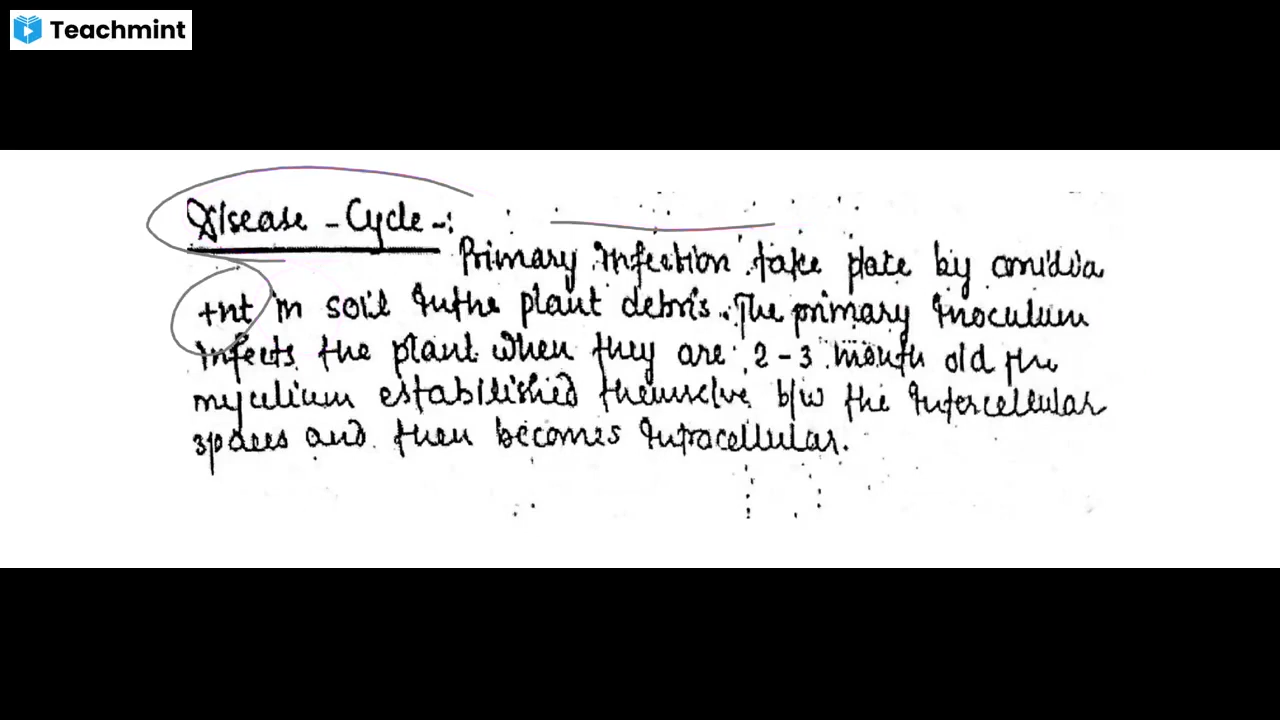 Teachmint
Disease - Cycle -:
Primary infection take place by conidia
+nt in soil in the plant debris. The primary inoculum
infects the plant when they are 2-3 month old the
mycelium established themselve b/w the intercellular
spaces and then becomes intracellular.